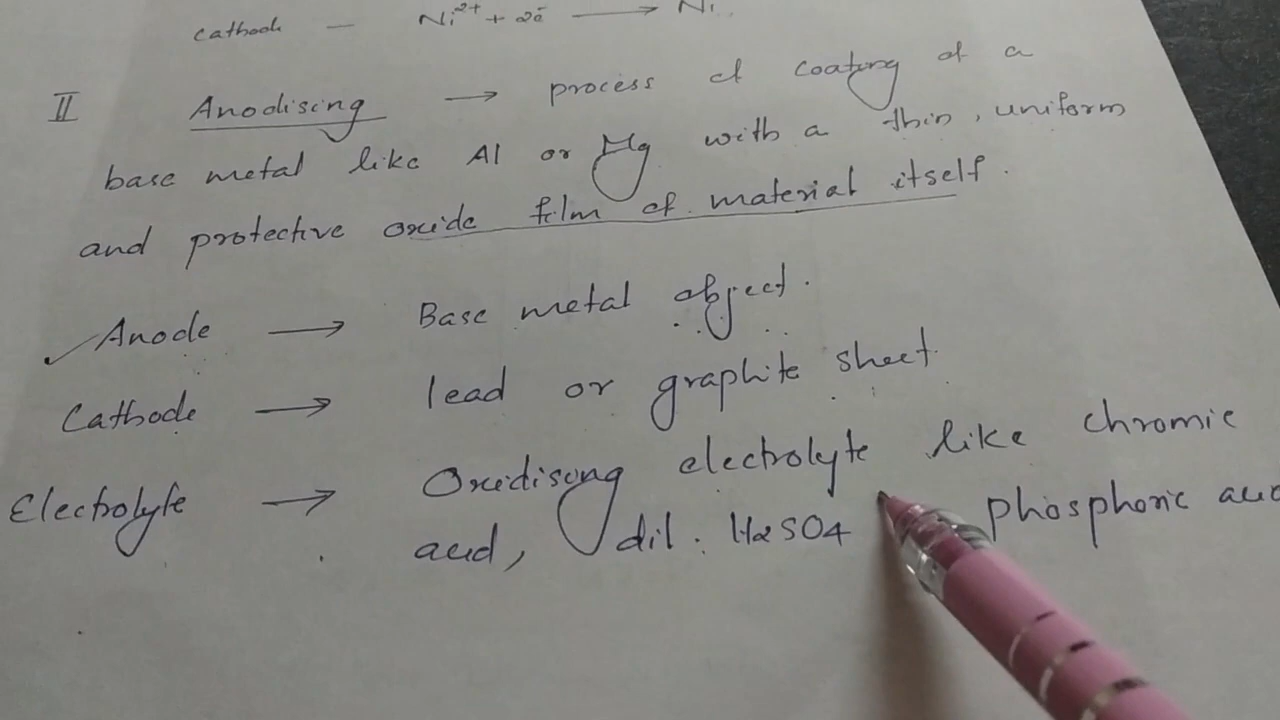 cathode — Ni²⁺ + 2ē ⟶ Ni
II Anodising → process of coating of a
base metal like Al or Mg with a thin, uniform
and protective oxide film of material itself.
✓ Anode → Base metal object.
Cathode → lead or graphite sheet.
Electrolyte → Oxidising electrolyte like chromic
acid, dil. H2SO4 phosphoric acid